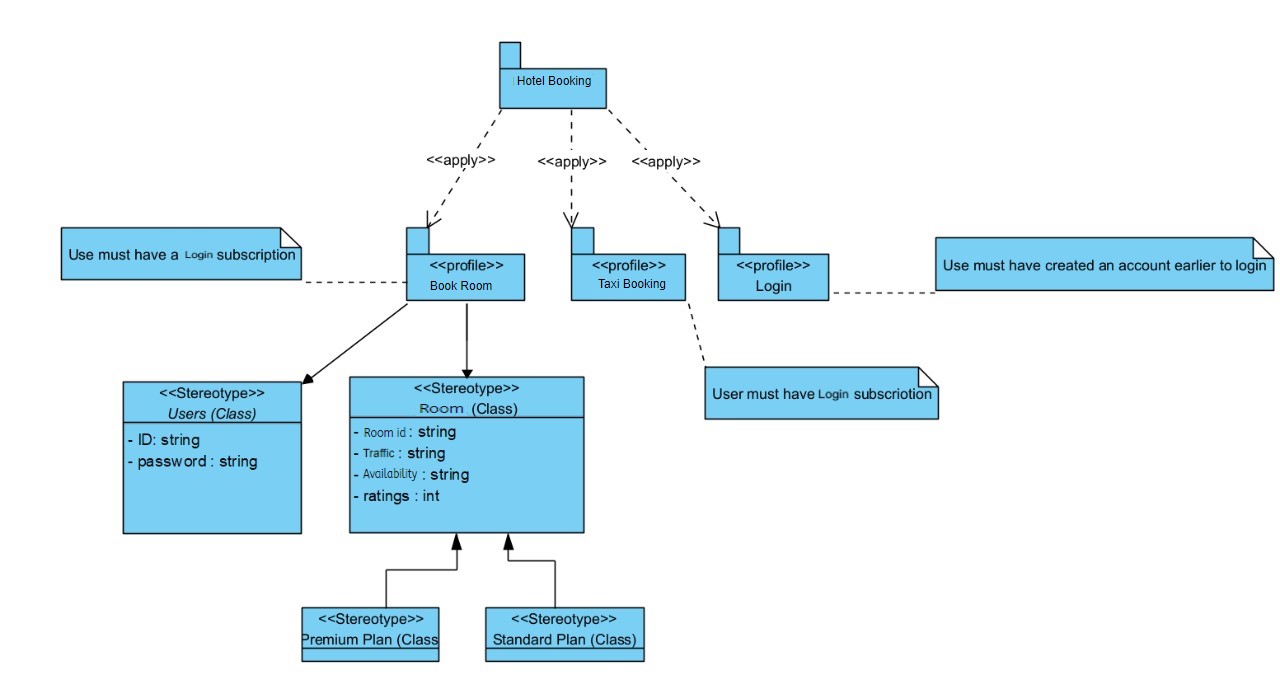 Hotel Booking
<<apply>>
<<apply>>
<<apply>>
Use must have a Login subscription
<<profile>>
Book Room
<<profile>>
Taxi Booking
<<profile>>
Login
Use must have created an account earlier to login
User must have Login subscriotion
<<Stereotype>>
Users (Class)
- ID: string
- password : string
<<Stereotype>>
Room (Class)
- Room id : string
- Traffic : string
- Availability : string
- ratings : int
<<Stereotype>>
Premium Plan (Class
<<Stereotype>>
Standard Plan (Class)